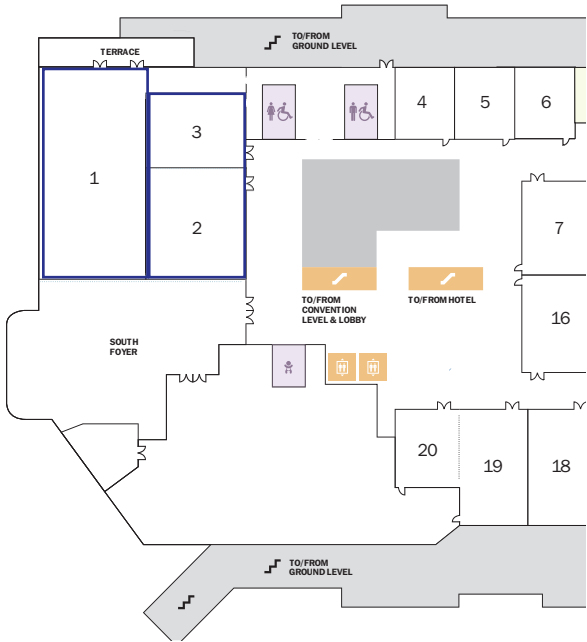 TO/FROM
GROUND LEVEL
TERRACE
4
5
6
3
1
2
7
TO/FROM
CONVENTION
LEVEL & LOBBY
TO/FROM HOTEL
16
SOUTH
FOYER
20
19
18
TO/FROM
GROUND LEVEL